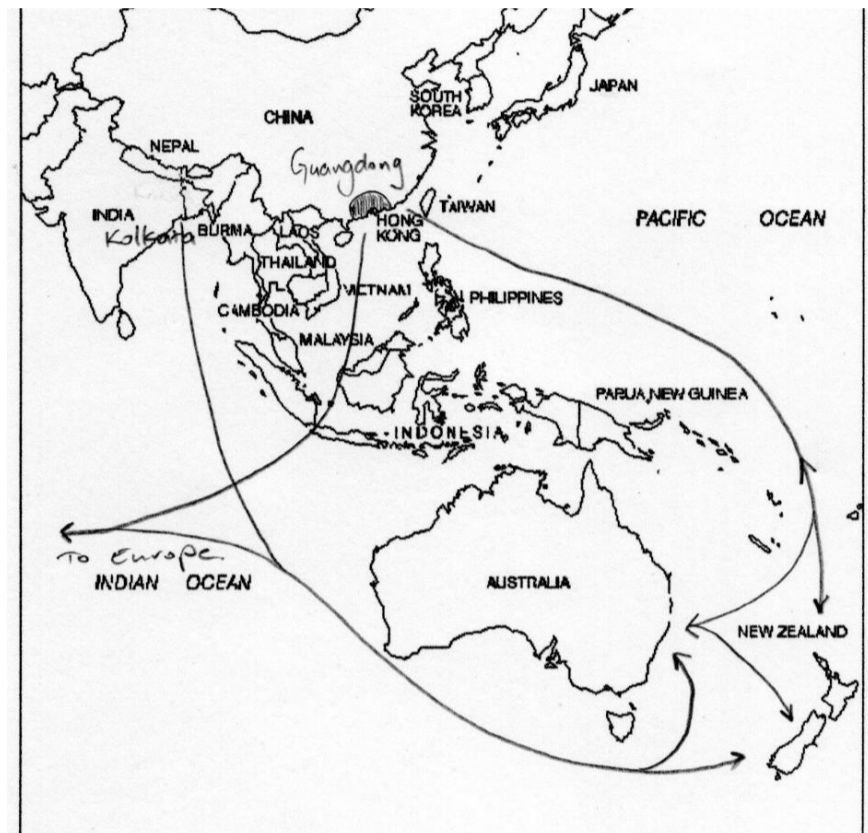 JAPAN
SOUTH
KOREA
CHINA
NEPAL
Guangdong
TAIWAN
INDIA
HONG
KONG
PACIFIC OCEAN
Kolkata
BURMA
LAOS
THAILAND
VIETNAM
PHILIPPINES
CAMBODIA
MALAYSIA
PAPUA NEW GUINEA
INDONESIA
To Europe
INDIAN OCEAN
AUSTRALIA
NEW ZEALAND